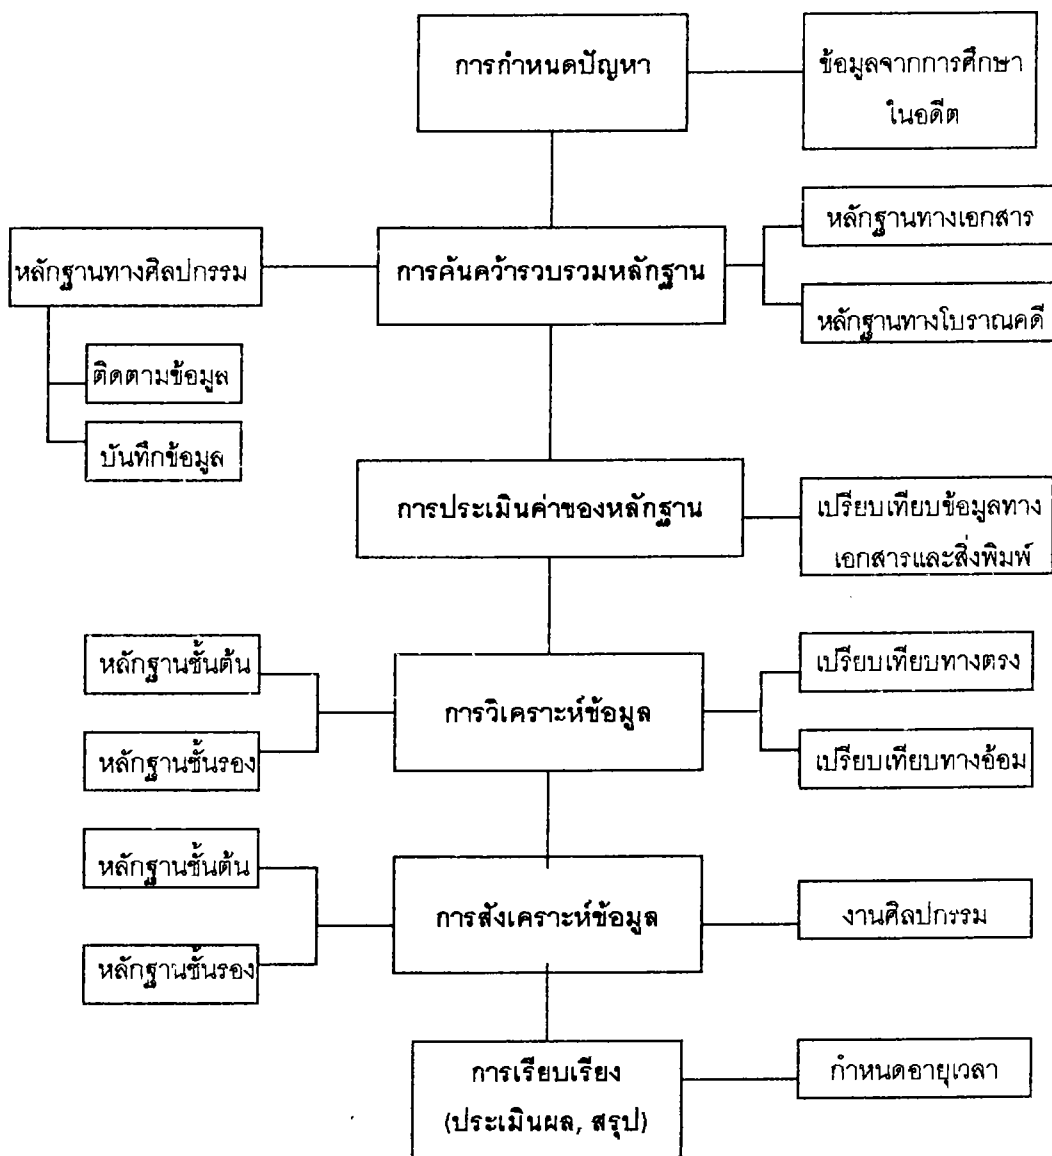 การกำหนดปัญหา
ข้อมูลจากการศึกษา
ในอดีต
หลักฐานทางเอกสาร
หลักฐานทางศิลปกรรม
การค้นคว้ารวบรวมหลักฐาน
หลักฐานทางโบราณคดี
ติดตามข้อมูล
บันทึกข้อมูล
การประเมินค่าของหลักฐาน
เปรียบเทียบข้อมูลทาง
เอกสารและสิ่งพิมพ์
หลักฐานชั้นต้น
เปรียบเทียบทางตรง
การวิเคราะห์ข้อมูล
หลักฐานชั้นรอง
เปรียบเทียบทางอ้อม
หลักฐานชั้นต้น
การสังเคราะห์ข้อมูล
งานศิลปกรรม
หลักฐานชั้นรอง
การเรียบเรียง
(ประเมินผล, สรุป)
กำหนดอายุเวลา